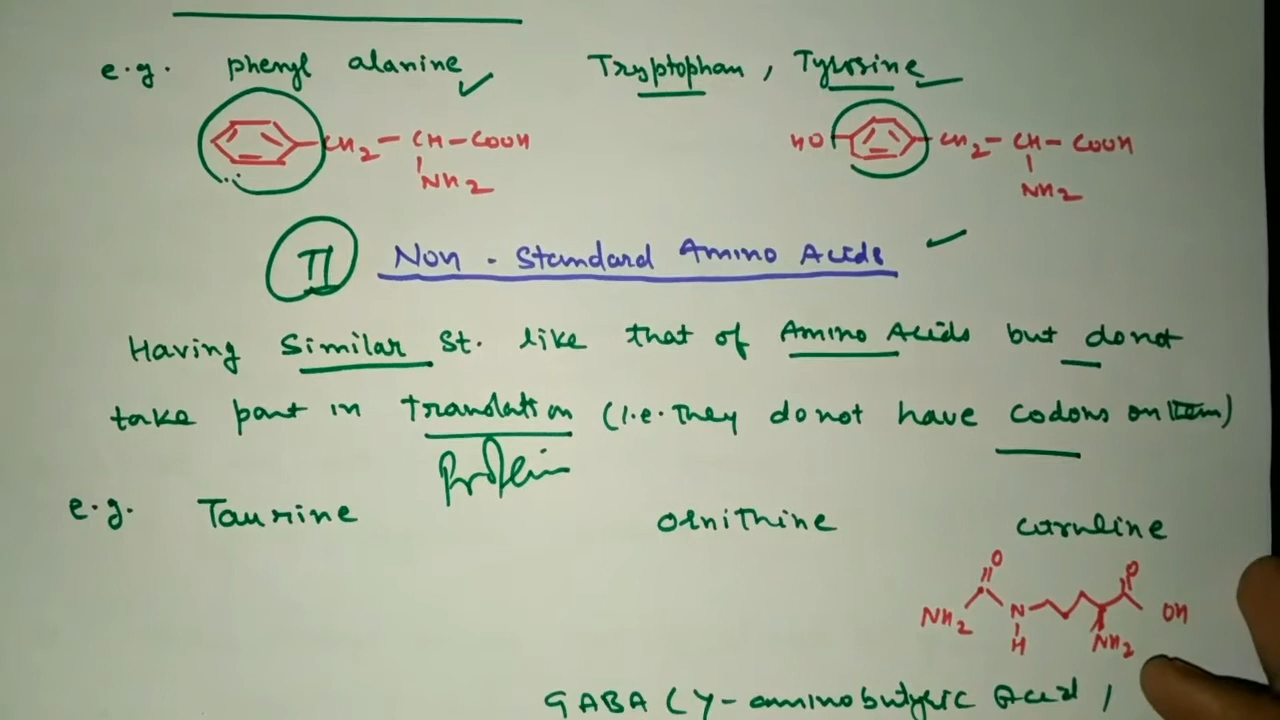 e.g. phenyl alanine Tryptophan, Tyrosine
CH2-CH-COOH HO CH2-CH-COOH
NH2 NH2
II Non-Standard Amino Acids
Having Similar St. like that of Amino Acids but donot
take part in Translation (i.e. They donot have codons on
Protein
e.g. Taurine ornithine citruline
O O
NH2 N OH
H NH2
GABA (γ-aminobutyric Acid,